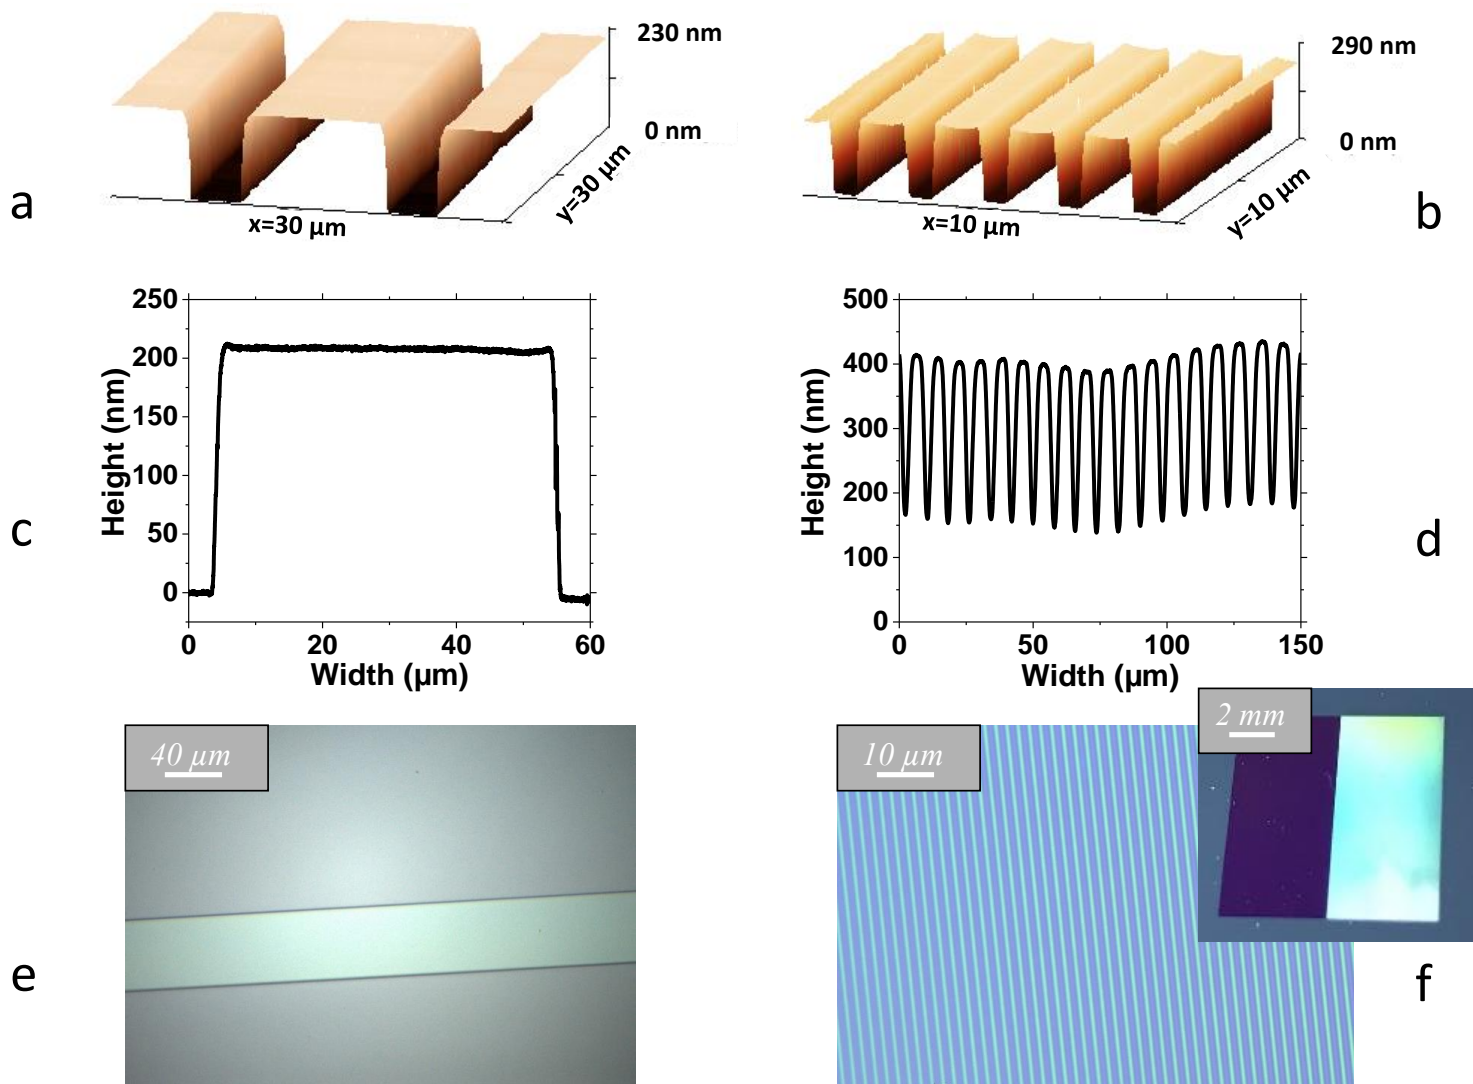 a
230 nm
0 nm
y=30 µm
x=30 µm
b
290 nm
0 nm
y=10 µm
x=10 µm
c
Height (nm)
250
200
150
100
50
0
0 20 40 60
Width (µm)
d
Height (nm)
500
400
300
200
100
0
0 50 100 150
Width (µm)
e
40 µm
f
10 µm
2 mm